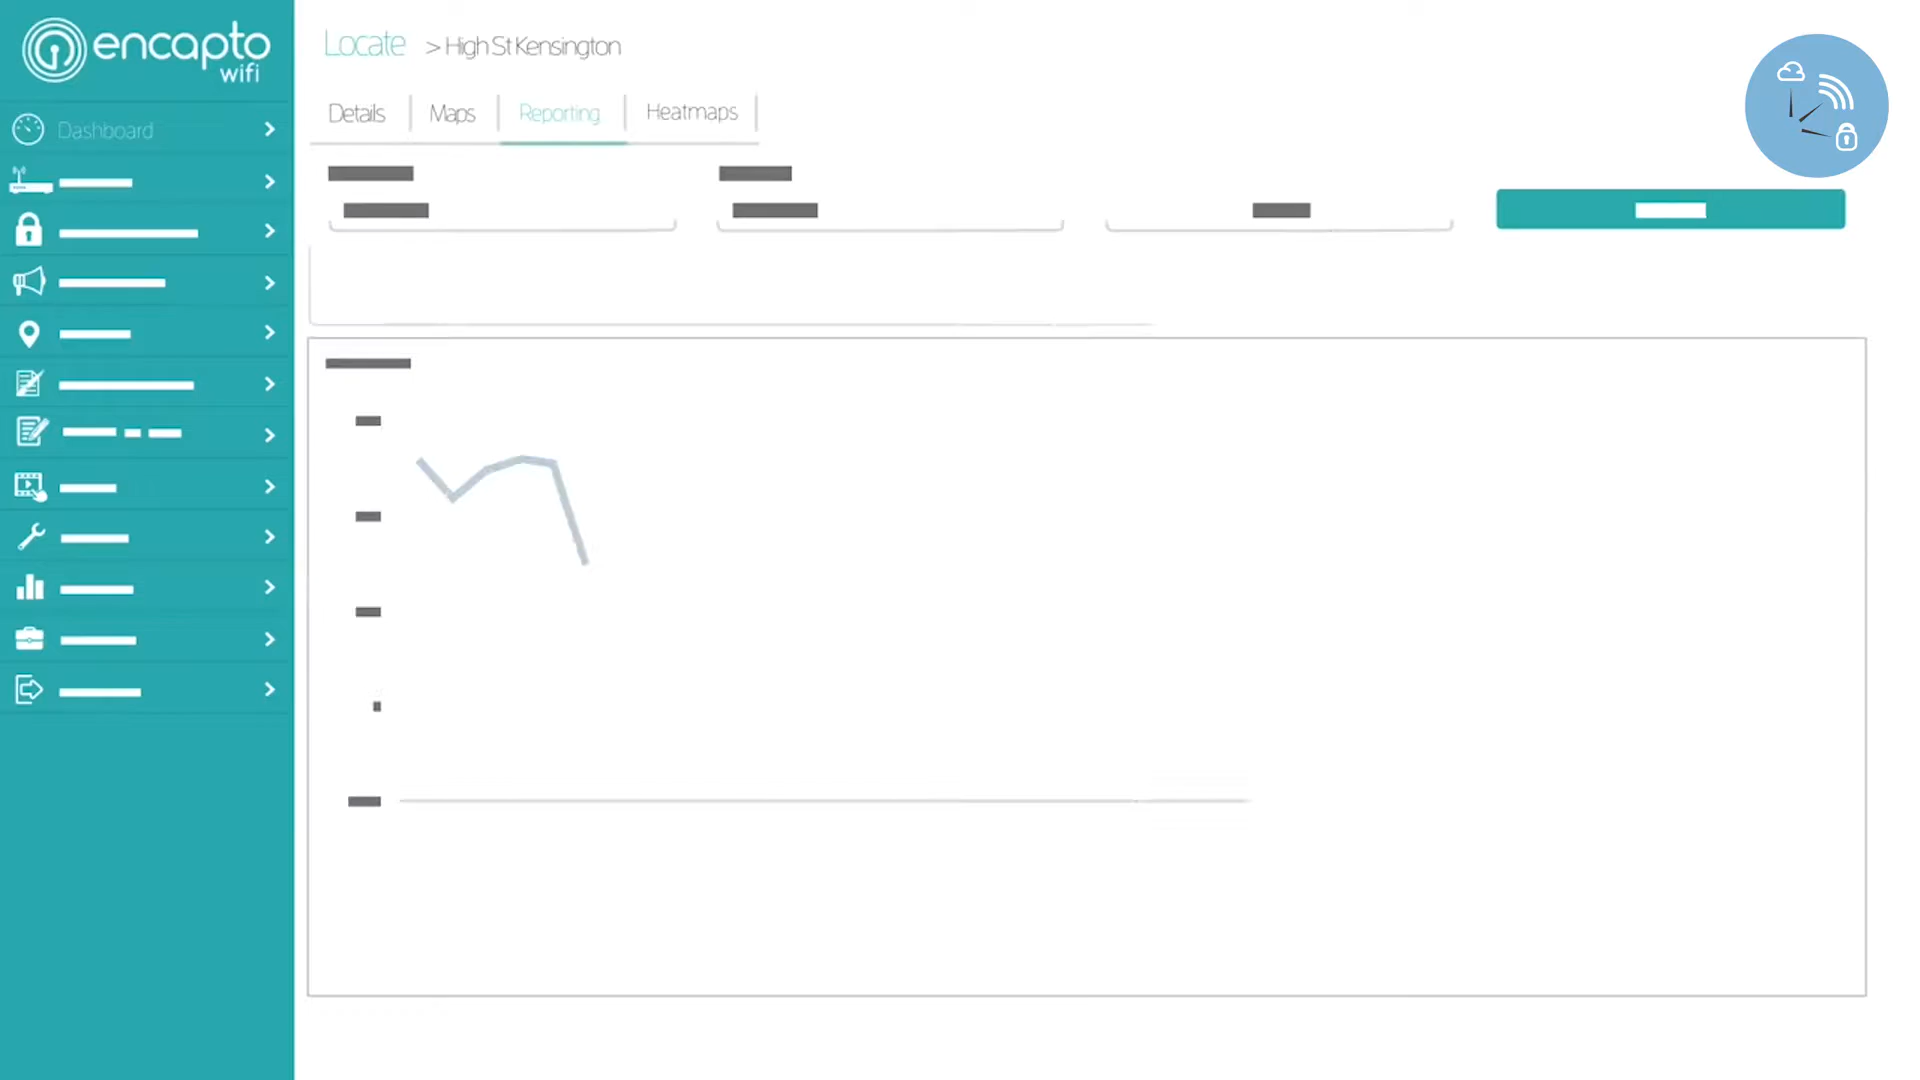 encapto
wifi
Locate > High St Kensington
Details
Maps
Reporting
Heatmaps
Dashboard